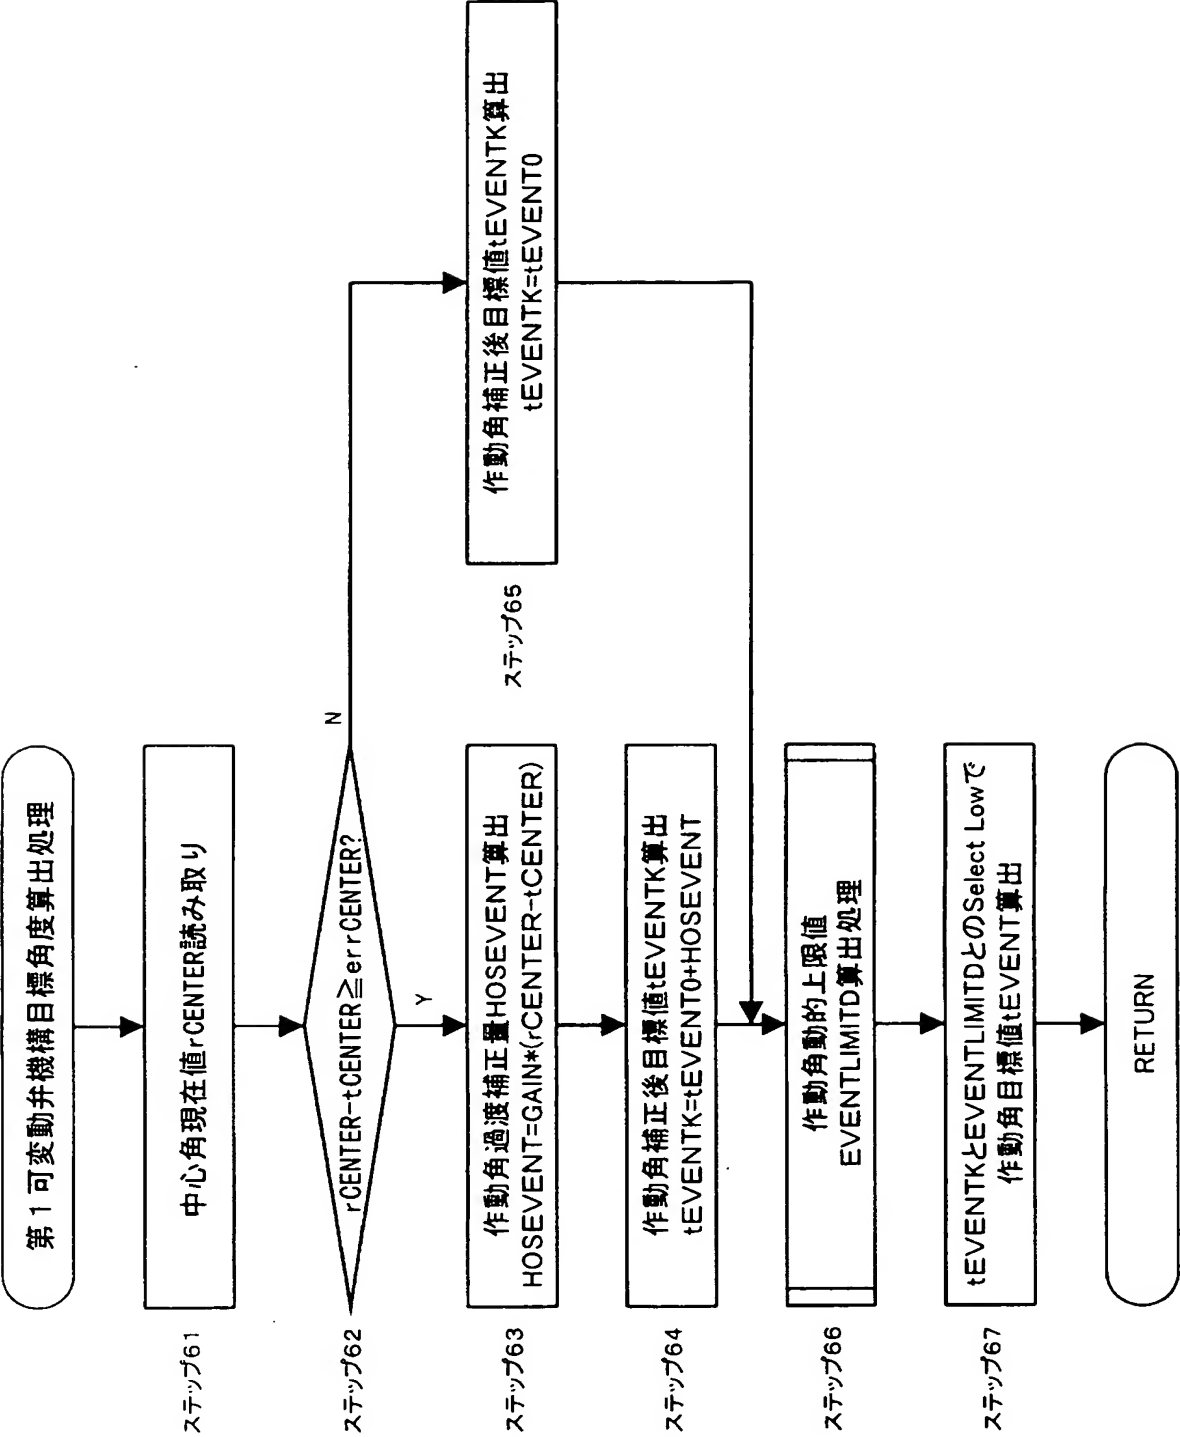 第1可変動弁機構目標角度算出処理
ステップ61
中心角現在値rCENTER読み取り
ステップ62
rCENTER-tCENTER≧errCENTER?
N
Y
ステップ63
作動角過渡補正量HOSEVENT算出
HOSEVENT=GAIN*(rCENTER-tCENTER)
ステップ65
作動角補正後目標値tEVENTK算出
tEVENTK=tEVENT0
ステップ64
作動角補正後目標値tEVENTK算出
tEVENTK=tEVENT0+HOSEVENT
ステップ66
作動角動的上限値
EVENTLIMITD算出処理
ステップ67
tEVENTKとEVENTLIMITDとのSelect Lowで
作動角目標値tEVENT算出
RETURN